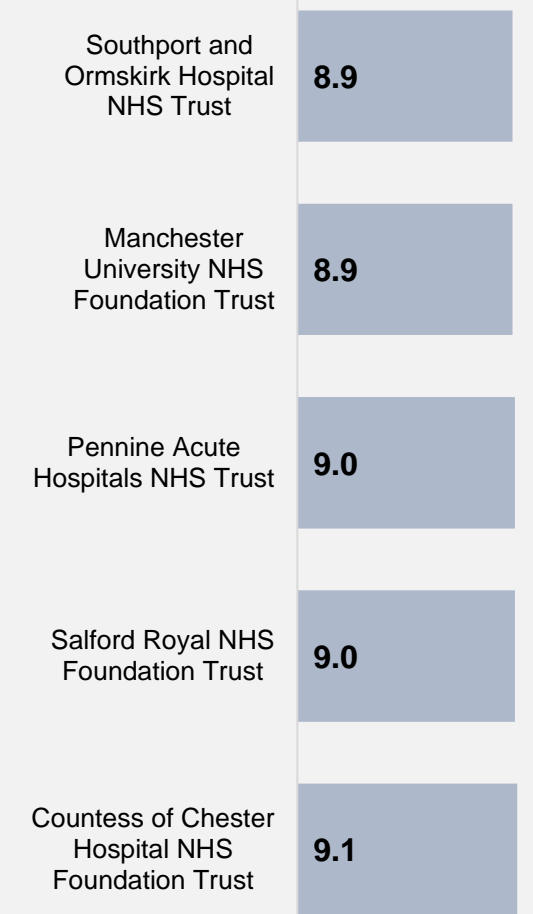 Southport and
Ormskirk Hospital
NHS Trust
8.9
Manchester
University NHS
Foundation Trust
8.9
Pennine Acute
Hospitals NHS Trust
9.0
Salford Royal NHS
Foundation Trust
9.0
Countess of Chester
Hospital NHS
Foundation Trust
9.1